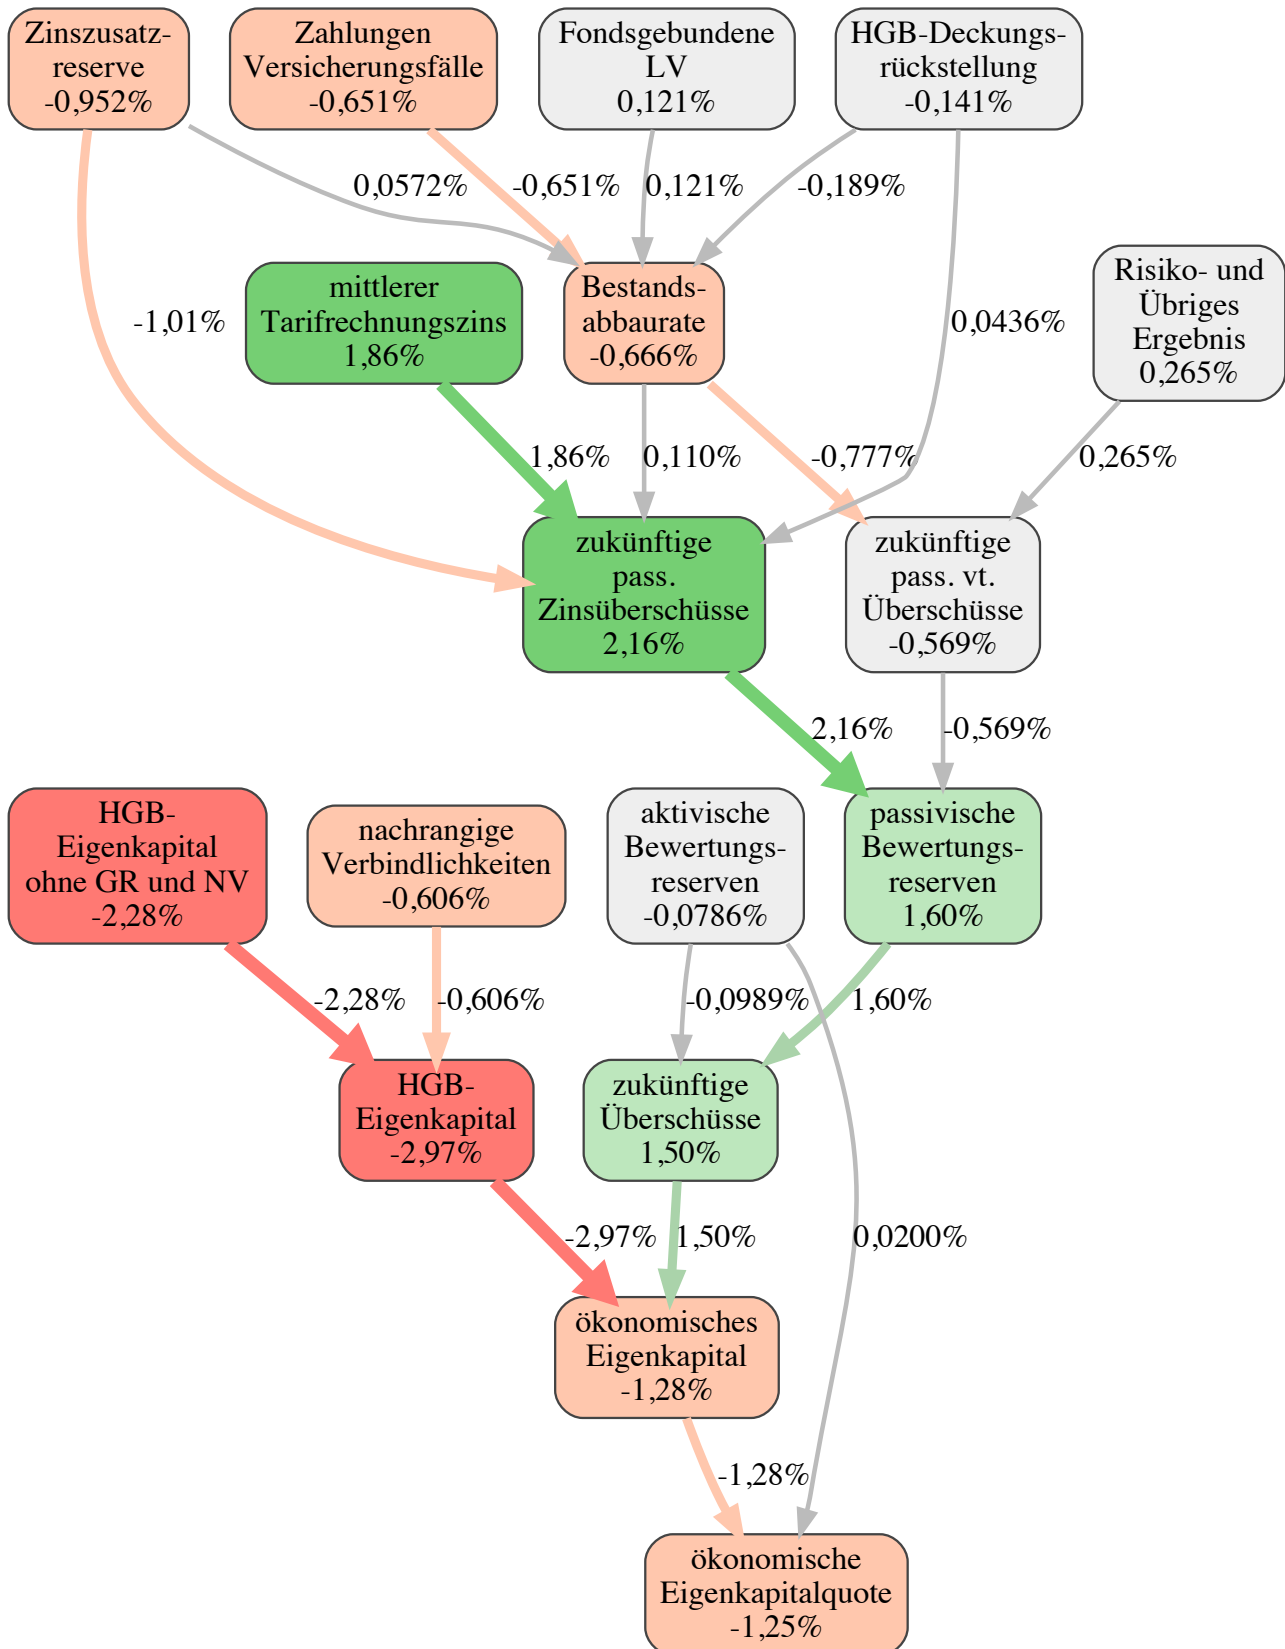 Zinszusatz-
reserve
-0,952%
Zahlungen
Versicherungsfälle
-0,651%
Fondsgebundene
LV
0,121%
HGB-Deckungs-
rückstellung
-0,141%
0,0572%
-0,651%
0,121%
-0,189%
mittlerer
Tarifrechnungszins
1,86%
Bestands-
abbaurate
-0,666%
Risiko- und
Übriges
Ergebnis
0,265%
-1,01%
0,0436%
1,86%
0,110%
-0,777%
0,265%
zukünftige
pass.
Zinsüberschüsse
2,16%
zukünftige
pass. vt.
Überschüsse
-0,569%
2,16%
-0,569%
HGB-
Eigenkapital
ohne GR und NV
-2,28%
nachrangige
Verbindlichkeiten
-0,606%
aktivische
Bewertungs-
reserven
-0,0786%
passivische
Bewertungs-
reserven
1,60%
-2,28%
-0,606%
-0,0989%
1,60%
HGB-
Eigenkapital
-2,97%
zukünftige
Überschüsse
1,50%
-2,97%
1,50%
0,0200%
ökonomisches
Eigenkapital
-1,28%
-1,28%
ökonomische
Eigenkapitalquote
-1,25%